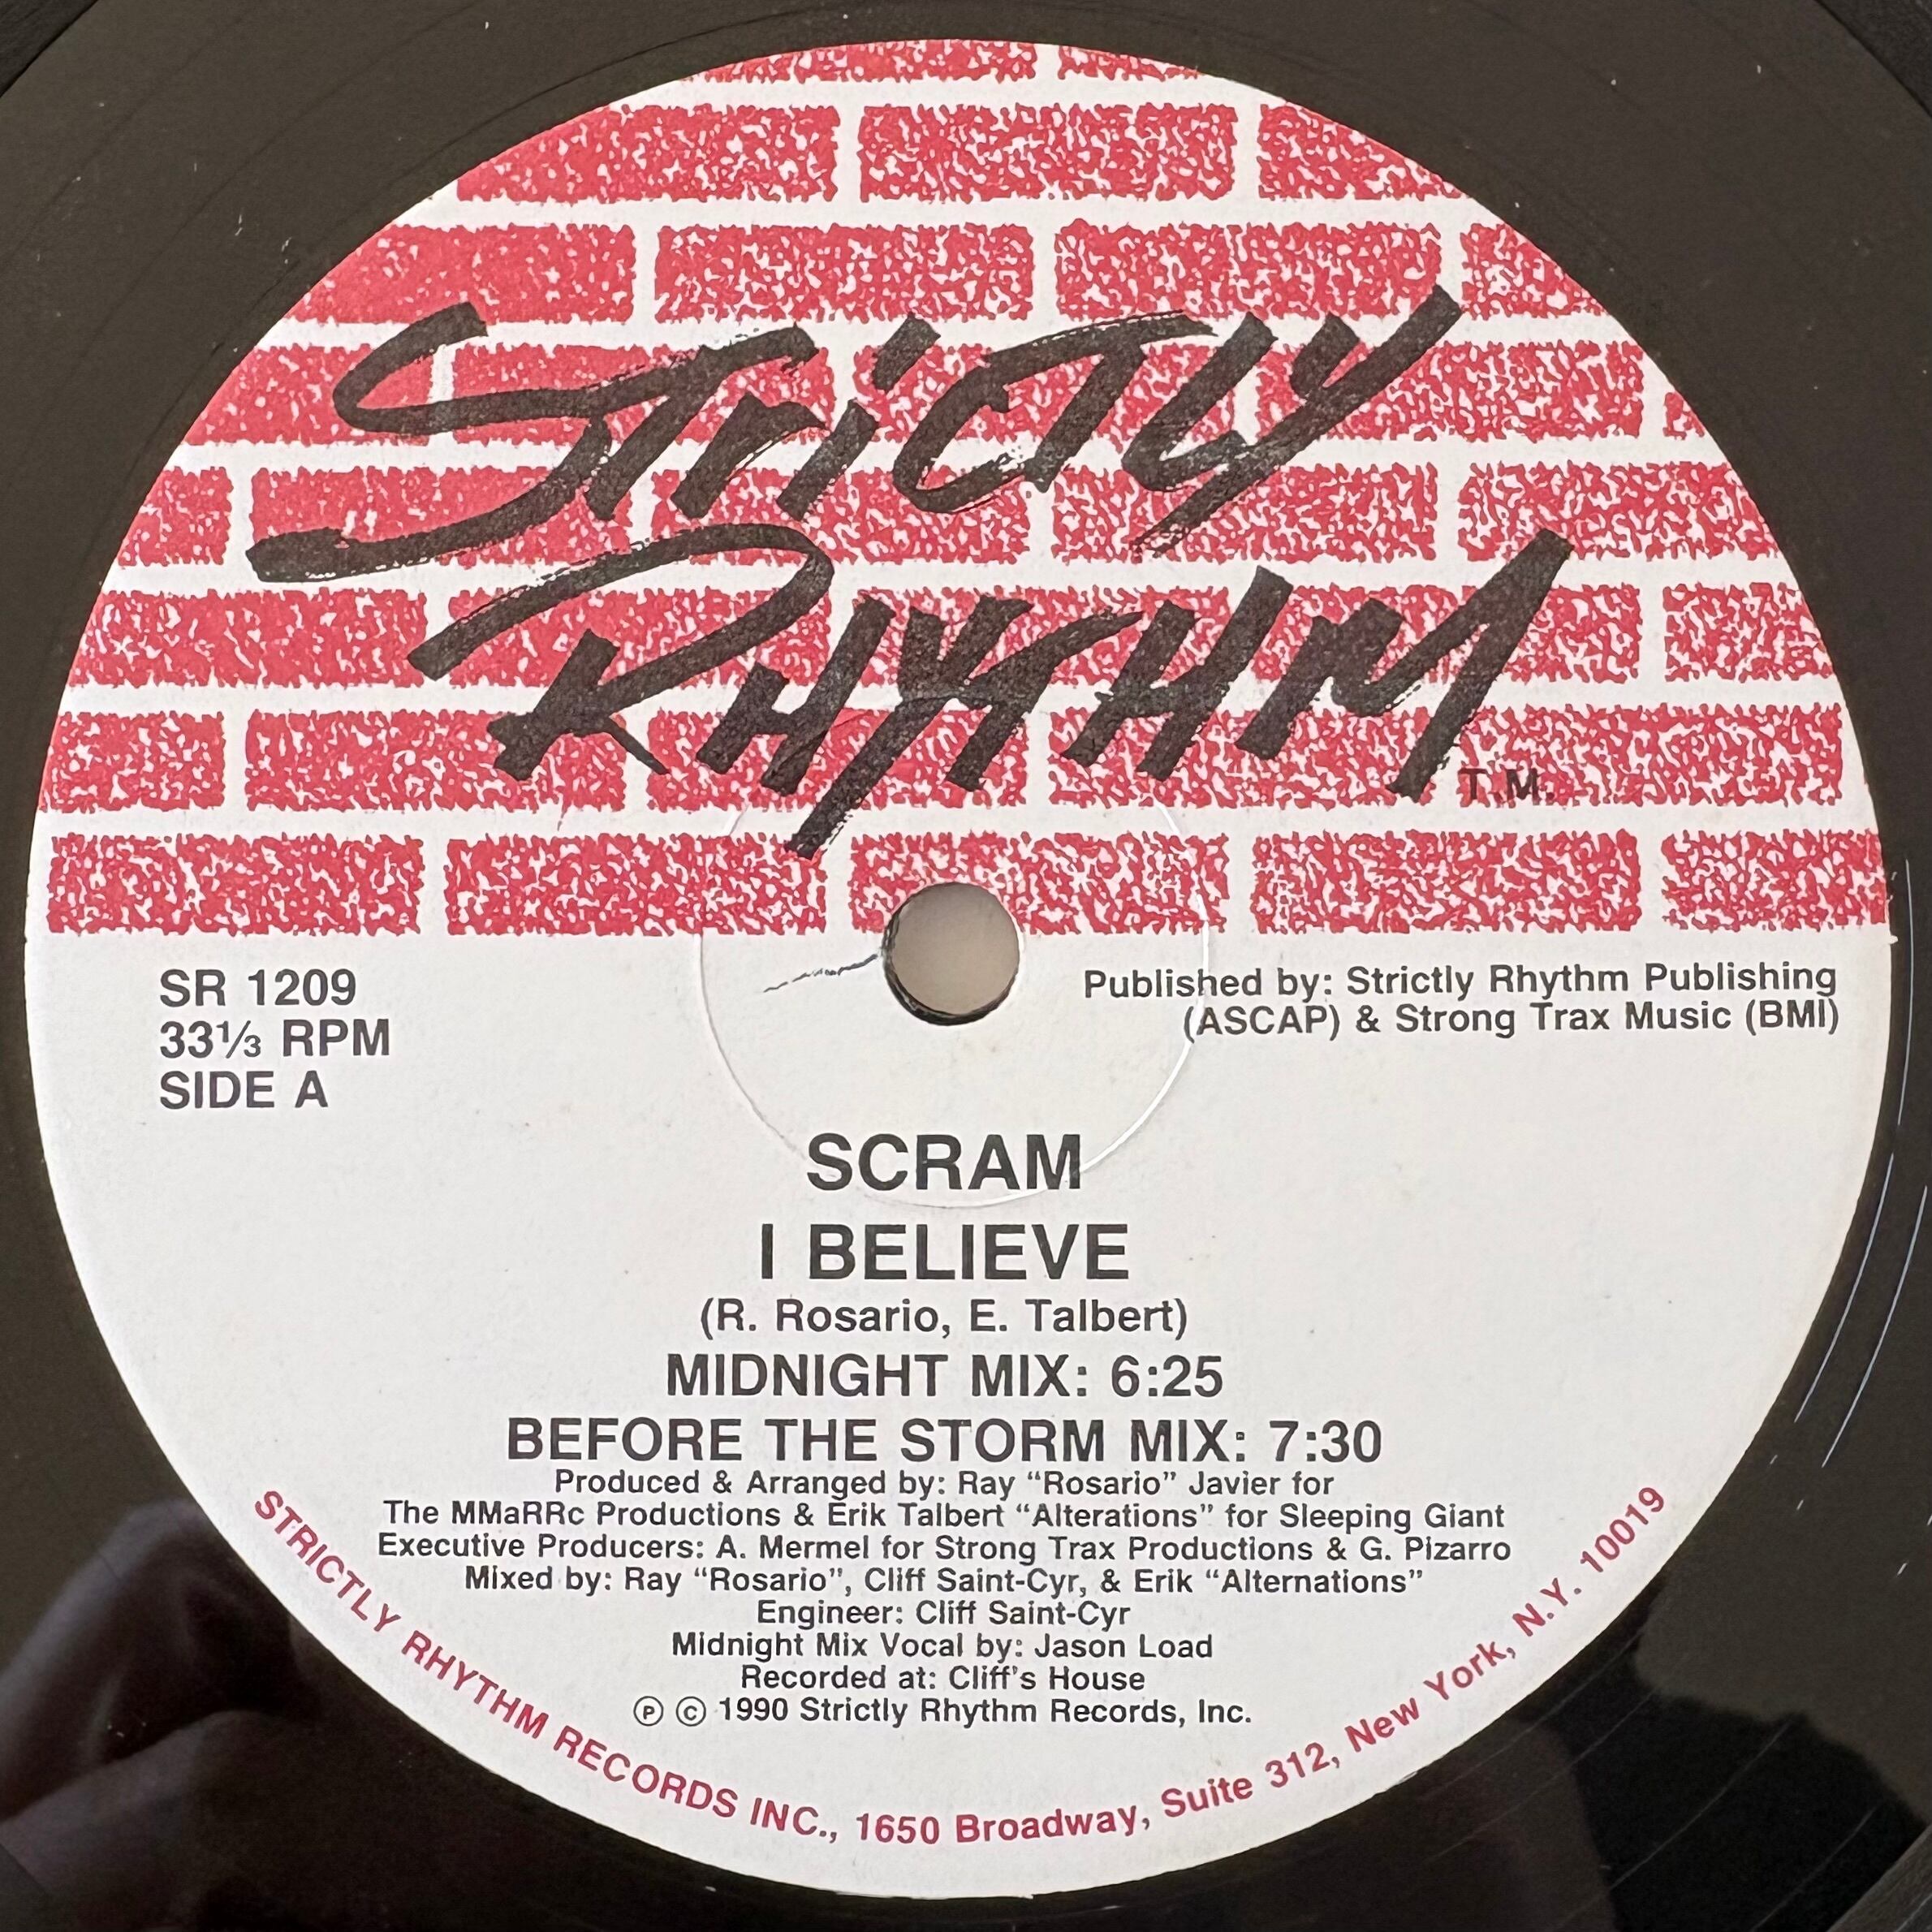 Strictly
Rhythm
T.M.
SR 1209
33⅓ RPM
SIDE A
Published by: Strictly Rhythm Publishing
(ASCAP) & Strong Trax Music (BMI)
SCRAM
I BELIEVE
(R. Rosario, E. Talbert)
MIDNIGHT MIX: 6:25
BEFORE THE STORM MIX: 7:30
Produced & Arranged by: Ray “Rosario” Javier for
The MMaRRc Productions & Erik Talbert “Alterations” for Sleeping Giant
Executive Producers: A. Mermel for Strong Trax Productions & G. Pizarro
Mixed by: Ray “Rosario”, Cliff Saint-Cyr, & Erik “Alternations”
Engineer: Cliff Saint-Cyr
Midnight Mix Vocal by: Jason Load
Recorded at: Cliff's House
Ⓟ © 1990 Strictly Rhythm Records, Inc.
STRICTLY RHYTHM RECORDS INC., 1650 Broadway, Suite 312, New York, N.Y. 10019